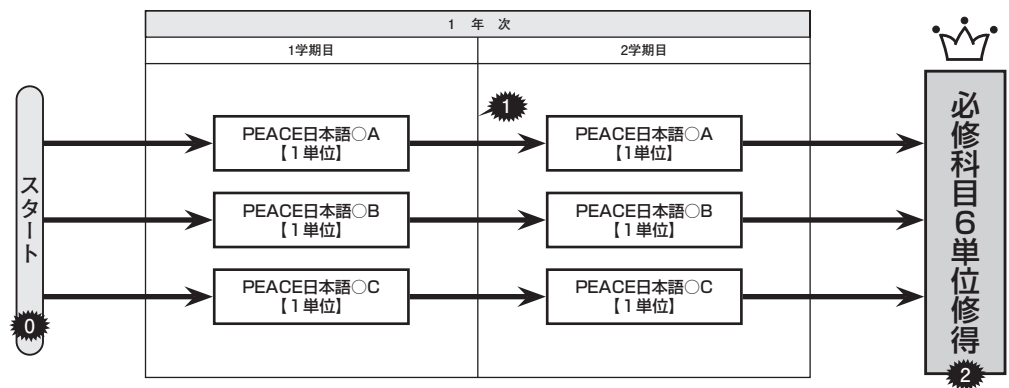 1 年 次
1学期目
2学期目
スタート
0
PEACE日本語○A
【1単位】
1
PEACE日本語○A
【1単位】
PEACE日本語○B
【1単位】
PEACE日本語○B
【1単位】
PEACE日本語○C
【1単位】
PEACE日本語○C
【1単位】
必修科目6単位修得
2